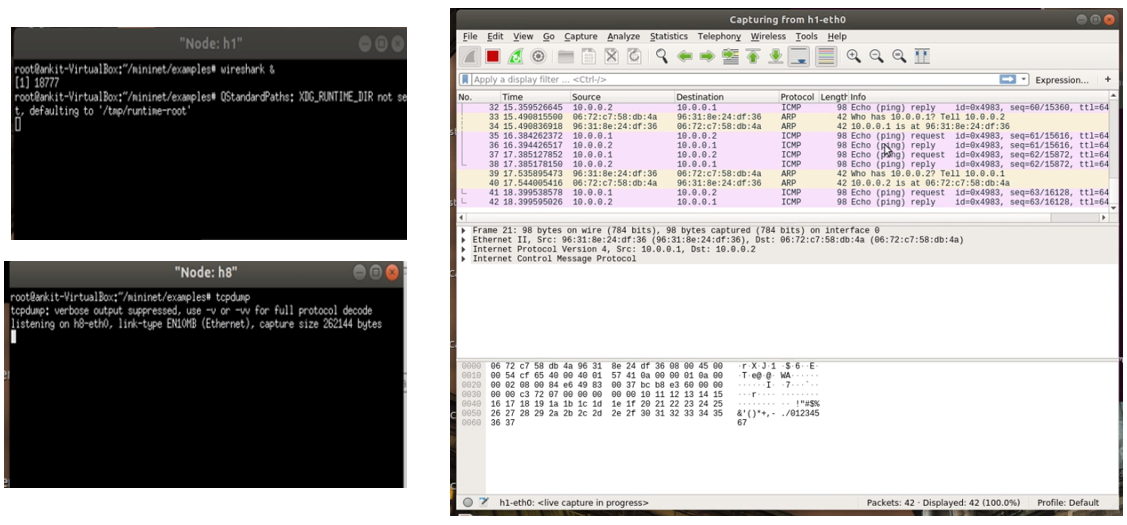 "Node: h1"
root@ankit-VirtualBox:~/mininet/examples# wireshark &
[1] 18777
root@ankit-VirtualBox:~/mininet/examples# QStandardPaths: XDG_RUNTIME_DIR not se
t, defaulting to '/tmp/runtime-root'
"Node: h8"
root@ankit-VirtualBox:~/mininet/examples# tcpdump
tcpdump: verbose output suppressed, use -v or -vv for full protocol decode
listening on h8-eth0, link-type EN10MB (Ethernet), capture size 262144 bytes
Capturing from h1-eth0
File Edit View Go Capture Analyze Statistics Telephony Wireless Tools Help
Apply a display filter ... <Ctrl-/> Expression... +
No. Time Source Destination Protocol Length Info
32 15.359526645 10.0.0.2 10.0.0.1 ICMP 98 Echo (ping) reply id=0x4983, seq=60/15360, ttl=64
33 15.490815500 06:72:c7:58:db:4a 96:31:8e:24:df:36 ARP 42 Who has 10.0.0.1? Tell 10.0.0.2
34 15.490836918 96:31:8e:24:df:36 06:72:c7:58:db:4a ARP 42 10.0.0.1 is at 96:31:8e:24:df:36
35 16.384262372 10.0.0.1 10.0.0.2 ICMP 98 Echo (ping) request id=0x4983, seq=61/15616, ttl=64
36 16.394426517 10.0.0.2 10.0.0.1 ICMP 98 Echo (ping) reply id=0x4983, seq=61/15616, ttl=64
37 17.385127852 10.0.0.1 10.0.0.2 ICMP 98 Echo (ping) request id=0x4983, seq=62/15872, ttl=64
38 17.385178150 10.0.0.2 10.0.0.1 ICMP 98 Echo (ping) reply id=0x4983, seq=62/15872, ttl=64
39 17.535895473 96:31:8e:24:df:36 06:72:c7:58:db:4a ARP 42 Who has 10.0.0.2? Tell 10.0.0.1
40 17.544005416 06:72:c7:58:db:4a 96:31:8e:24:df:36 ARP 42 10.0.0.2 is at 06:72:c7:58:db:4a
41 18.399538578 10.0.0.1 10.0.0.2 ICMP 98 Echo (ping) request id=0x4983, seq=63/16128, ttl=64
42 18.399595026 10.0.0.2 10.0.0.1 ICMP 98 Echo (ping) reply id=0x4983, seq=63/16128, ttl=64
Frame 21: 98 bytes on wire (784 bits), 98 bytes captured (784 bits) on interface 0
Ethernet II, Src: 96:31:8e:24:df:36 (96:31:8e:24:df:36), Dst: 06:72:c7:58:db:4a (06:72:c7:58:db:4a)
Internet Protocol Version 4, Src: 10.0.0.1, Dst: 10.0.0.2
Internet Control Message Protocol
0000 06 72 c7 58 db 4a 96 31 8e 24 df 36 08 00 45 00 ·r·X·J·1 ·$·6··E·
0010 00 54 cf 65 40 00 40 01 57 41 0a 00 00 01 0a 00 ·T·e@·@· WA······
0020 00 02 08 00 84 e6 49 83 00 37 bc b8 e3 60 00 00 ······I· ·7···`··
0030 00 00 c3 72 07 00 00 00 00 00 10 11 12 13 14 15 ···r···· ········
0040 16 17 18 19 1a 1b 1c 1d 1e 1f 20 21 22 23 24 25 ········ ·· !"#$%
0050 26 27 28 29 2a 2b 2c 2d 2e 2f 30 31 32 33 34 35 &'()*+,- ./012345
0060 36 37 67
h1-eth0: <live capture in progress> Packets: 42 · Displayed: 42 (100.0%) Profile: Default